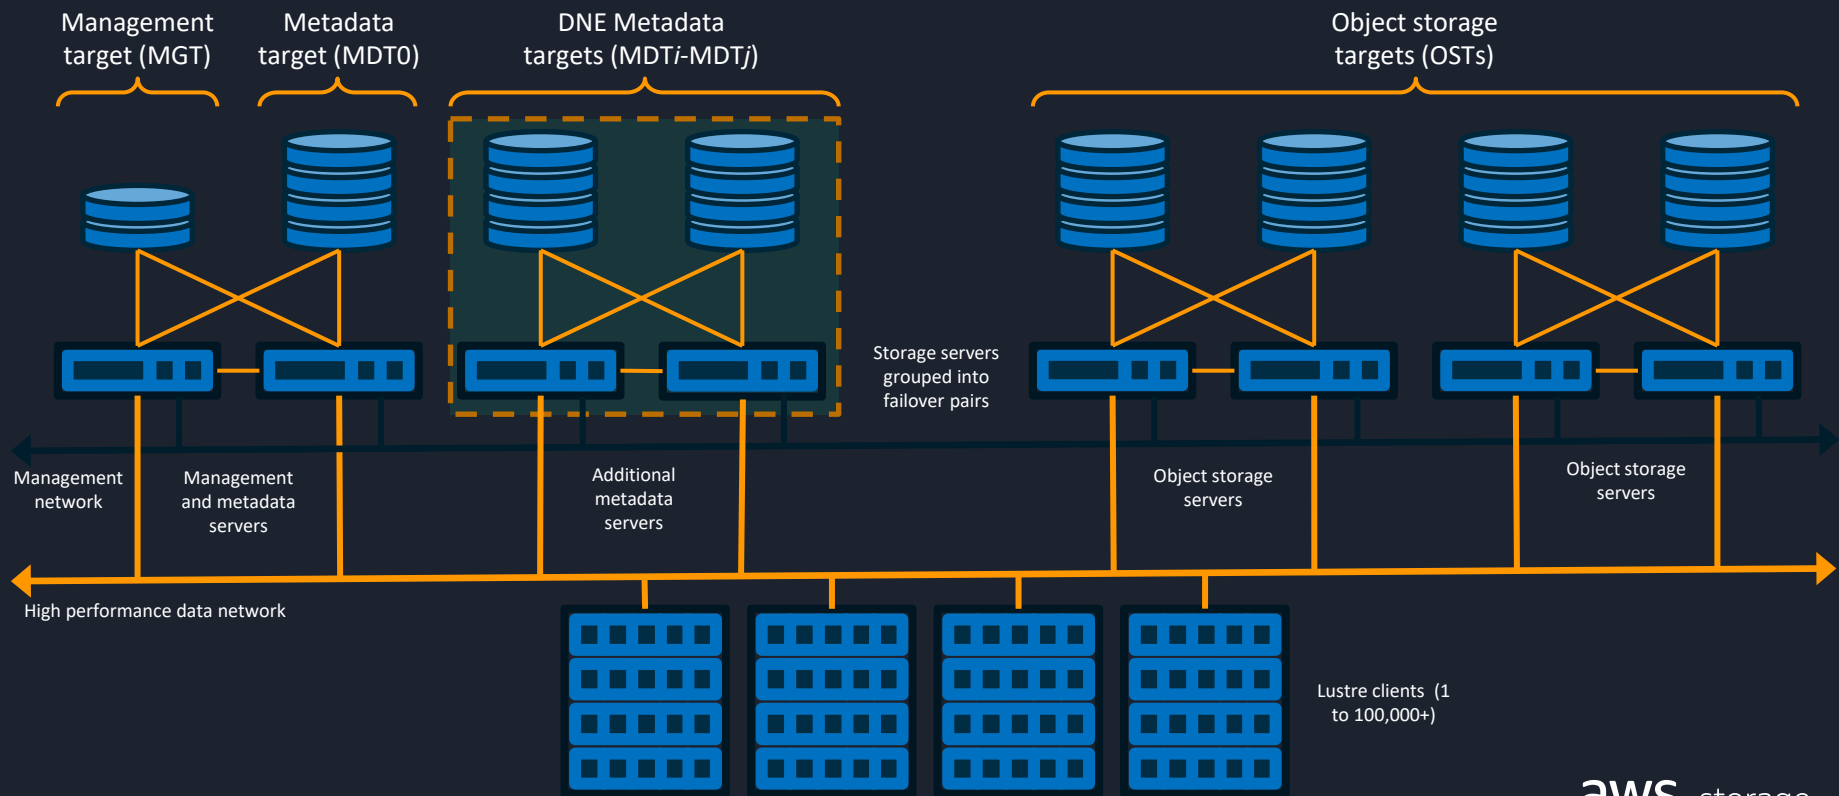 Management
target (MGT)
Metadata
target (MDT0)
DNE Metadata
targets (MDTi-MDTj)
Object storage
targets (OSTs)
Storage servers
grouped into
failover pairs
Management
network
Management
and metadata
servers
Additional
metadata
servers
Object storage
servers
Object storage
servers
High performance data network
Lustre clients (1
to 100,000+)
aws storage